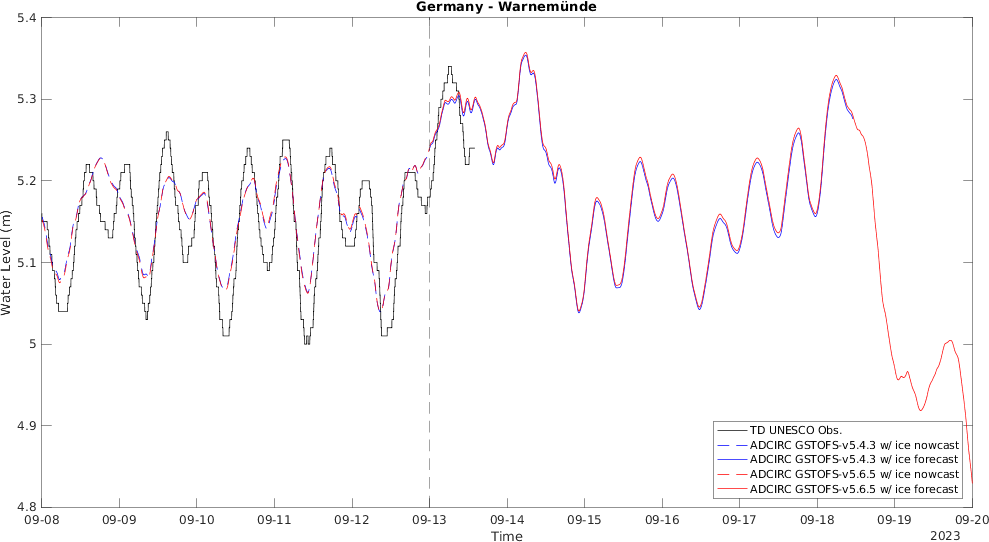 Germany - Warnemünde
5.4
5.3
5.2
5.1
5
4.9
4.8
Water Level (m)
09-08 09-09 09-10 09-11 09-12 09-13 09-14 09-15 09-16 09-17 09-18 09-19 09-20
Time
2023
TD UNESCO Obs.
ADCIRC GSTOFS-v5.4.3 w/ ice nowcast
ADCIRC GSTOFS-v5.4.3 w/ ice forecast
ADCIRC GSTOFS-v5.6.5 w/ ice nowcast
ADCIRC GSTOFS-v5.6.5 w/ ice forecast